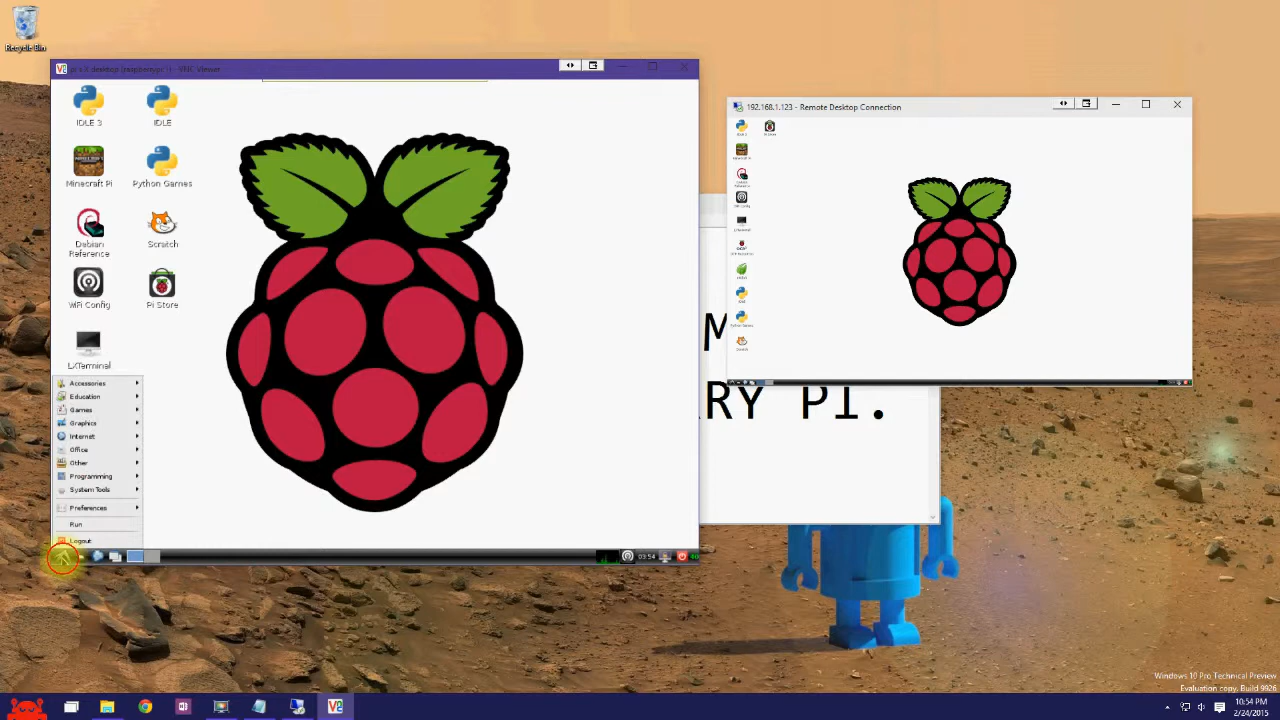 Recycle Bin
VNC Viewer
IDLE 3
IDLE
Minecraft Pi
Python Games
Debian
Reference
Scratch
WiFi Config
Pi Store
LXTerminal
Accessories
Education
Games
Graphics
Internet
Office
Other
Programming
System Tools
Preferences
Run
Logout
03:54
192.168.1.123 - Remote Desktop Connection
RY PI.
Windows 10 Pro Technical Preview
Evaluation copy. Build 9926
10:54 PM
2/24/2015